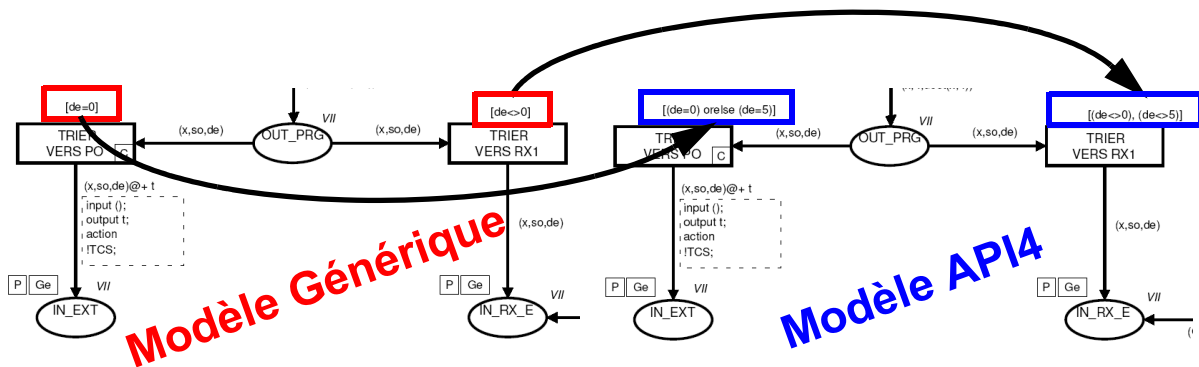 [de=0]
TRIER
VERS PO
C
(x,so,de)
OUT_PRG
VII
(x,so,de)
[de<>0]
TRIER
VERS RX1
(x,so,de)@+ t
input ();
output t;
action
!TCS;
P
Ge
VII
IN_EXT
(x,so,de)
P
Ge
VII
IN_RX_E
Modèle Générique
[(de=0) orelse (de=5)]
TRIER
VERS PO
C
(x,so,de)
OUT_PRG
VII
(x,so,de)
[(de<>0), (de<>5)]
TRIER
VERS RX1
(x,so,de)@+ t
input ();
output t;
action
!TCS;
P
Ge
VII
IN_EXT
(x,so,de)
P
Ge
VII
IN_RX_E
Modèle API4